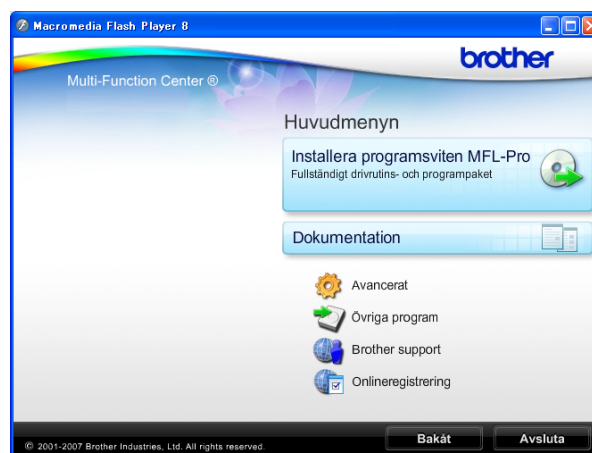 Macromedia Flash Player 8
brother
Multi-Function Center ®
Huvudmenyn
Installera programsviten MFL-Pro
Fullständigt drivrutins- och programpaket
Dokumentation
Avancerat
Övriga program
Brother support
Onlineregistrering
© 2001-2007 Brother Industries, Ltd. All rights reserved.
Bakåt
Avsluta